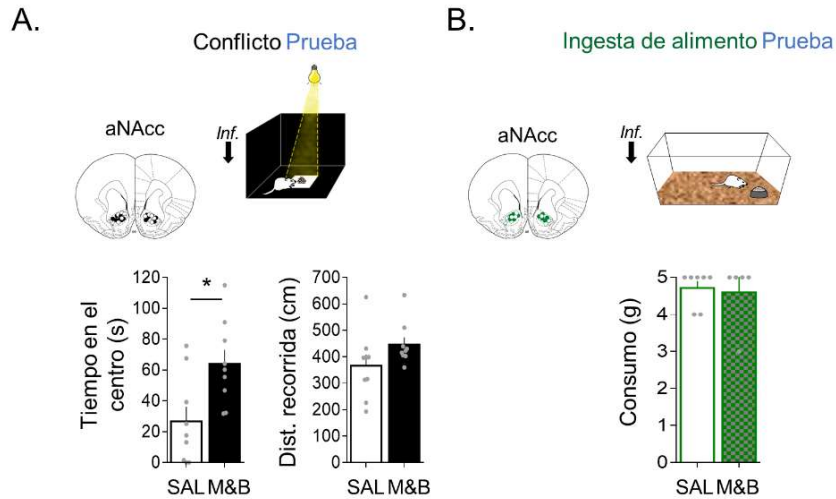 A.
Conflicto Prueba
aNAcc
Inf.
B.
Ingesta de alimento Prueba
aNAcc
Inf.
Tiempo en el
centro (s)
120
100
80
60
40
20
0
*
SAL M&B
Dist. recorrida (cm)
700
600
500
400
300
200
100
0
SAL M&B
Consumo (g)
5
4
3
2
1
0
SAL M&B